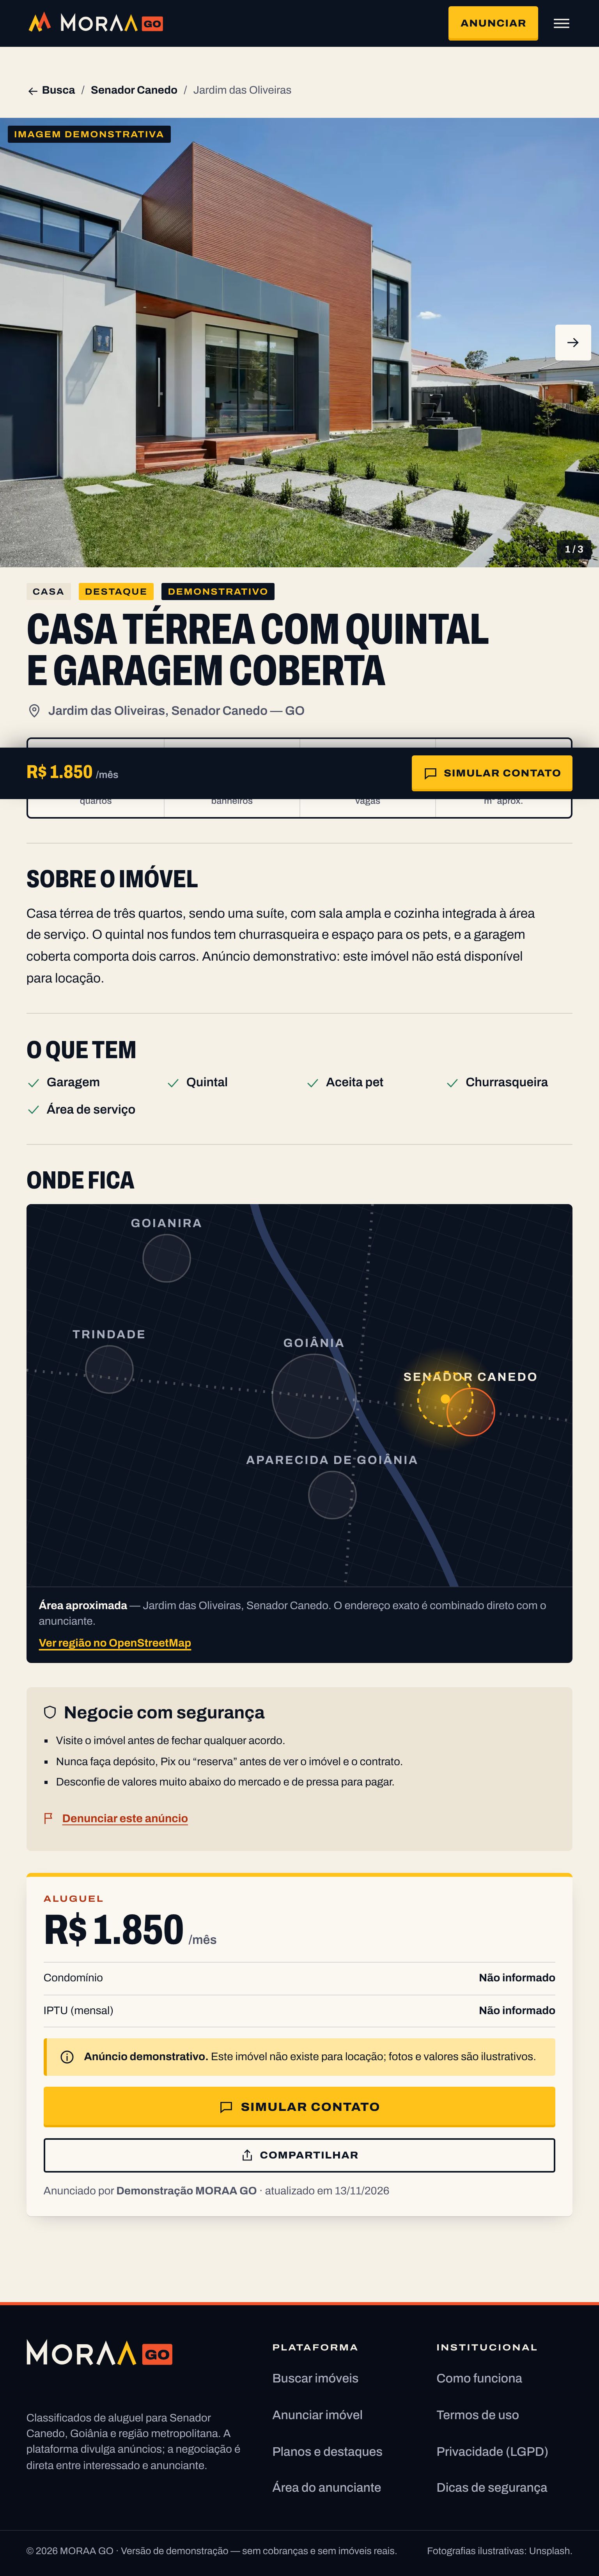 MORAA GO
ANUNCIAR
← Busca / Senador Canedo / Jardim das Oliveiras
IMAGEM DEMONSTRATIVA
1 / 3
CASA DESTAQUE DEMONSTRATIVO
CASA TÉRREA COM QUINTAL
E GARAGEM COBERTA
Jardim das Oliveiras, Senador Canedo — GO
R$ 1.850 /mês
SIMULAR CONTATO
quartos banheiros vagas m² aprox.
SOBRE O IMÓVEL
Casa térrea de três quartos, sendo uma suíte, com sala ampla e cozinha integrada à área
de serviço. O quintal nos fundos tem churrasqueira e espaço para os pets, e a garagem
coberta comporta dois carros. Anúncio demonstrativo: este imóvel não está disponível
para locação.
O QUE TEM
Garagem Quintal Aceita pet Churrasqueira
Área de serviço
ONDE FICA
GOIANIRA
TRINDADE
GOIÂNIA
SENADOR CANEDO
APARECIDA DE GOIÂNIA
Área aproximada — Jardim das Oliveiras, Senador Canedo. O endereço exato é combinado direto com o
anunciante.
Ver região no OpenStreetMap
Negocie com segurança
▪ Visite o imóvel antes de fechar qualquer acordo.
▪ Nunca faça depósito, Pix ou “reserva” antes de ver o imóvel e o contrato.
▪ Desconfie de valores muito abaixo do mercado e de pressa para pagar.
Denunciar este anúncio
ALUGUEL
R$ 1.850 /mês
Condomínio Não informado
IPTU (mensal) Não informado
Anúncio demonstrativo. Este imóvel não existe para locação; fotos e valores são ilustrativos.
SIMULAR CONTATO
COMPARTILHAR
Anunciado por Demonstração MORAA GO · atualizado em 13/11/2026
MORAA GO
Classificados de aluguel para Senador
Canedo, Goiânia e região metropolitana. A
plataforma divulga anúncios; a negociação é
direta entre interessado e anunciante.
PLATAFORMA
Buscar imóveis
Anunciar imóvel
Planos e destaques
Área do anunciante
INSTITUCIONAL
Como funciona
Termos de uso
Privacidade (LGPD)
Dicas de segurança
© 2026 MORAA GO · Versão de demonstração — sem cobranças e sem imóveis reais.
Fotografias ilustrativas: Unsplash.